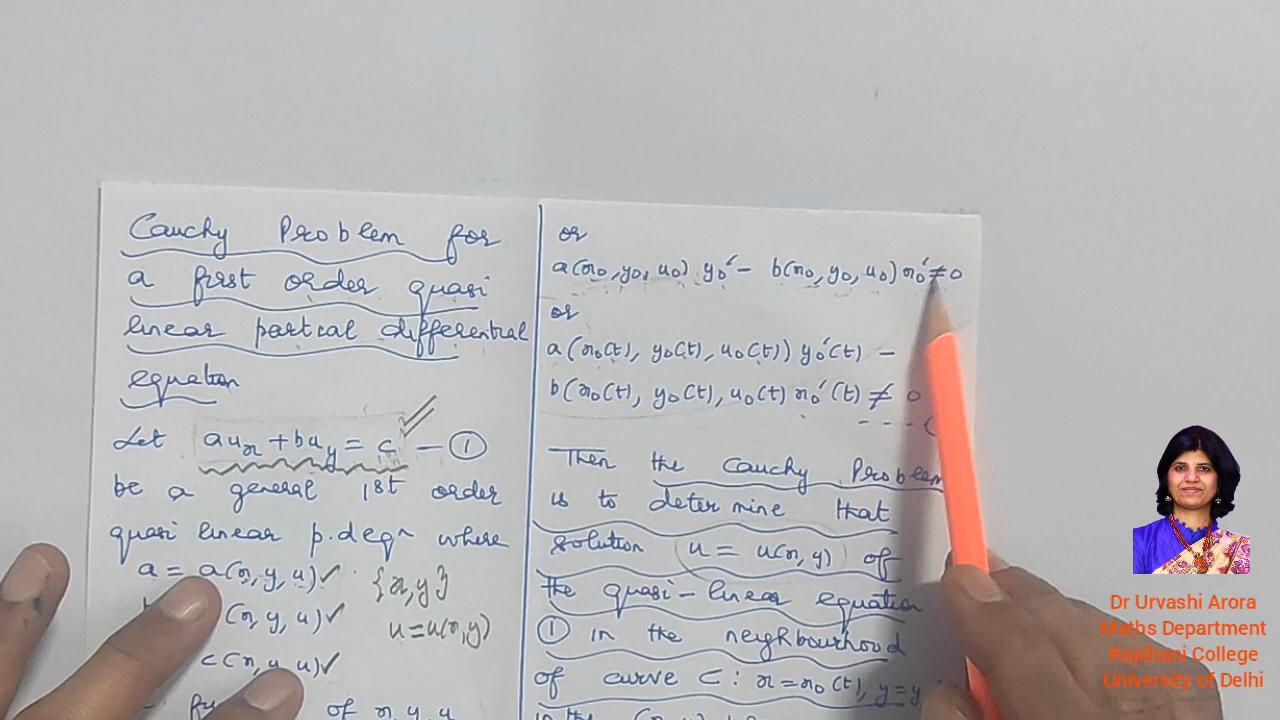 Cauchy Problem for
a first order quasi
linear partial differential
equation
Let au_x + bu_y = c — ①
be a general 1st order
quasi linear p.d eqn where
a = a(x, y, u) ✓ {x, y}
(x, y, u) ✓ u = u(x, y)
c(x, y, u) ✓
of x, y, u
or
a(x₀, y₀, u₀) y₀′ - b(x₀, y₀, u₀) x₀′ ≠ 0
or
a(x₀(t), y₀(t), u₀(t)) y₀′(t) -
b(x₀(t), y₀(t), u₀(t) x₀′(t) ≠ 0
---- (
Then the Cauchy Problem
is to determine that
solution u = u(x, y) of
the quasi-linear equation
① in the neighbourhood
of curve C: x = x₀(t), y = y
in the
Dr Urvashi Arora
Maths Department
Rajdhani College
University of Delhi